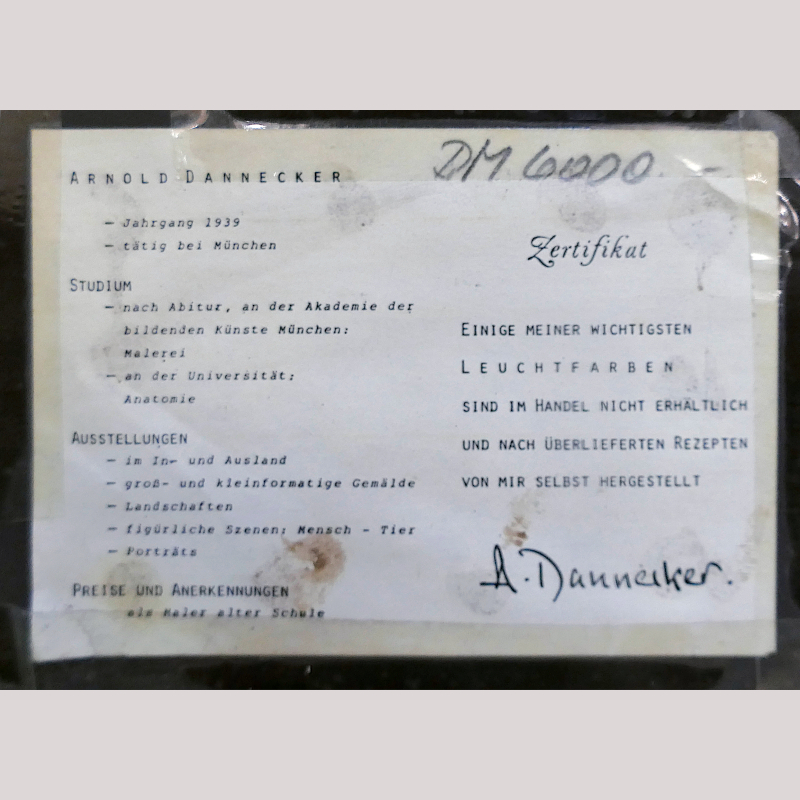 DM 6000.-
ARNOLD DANNECKER
– Jahrgang 1939
– tätig bei München
STUDIUM
– nach Abitur, an der Akademie der
bildenden Künste München:
Malerei
– an der Universität:
Anatomie
AUSSTELLUNGEN
– im In- und Ausland
– groß- und kleinformatige Gemälde
– Landschaften
– figürliche Szenen; Mensch - Tier
– Porträts
PREISE UND ANERKENNUNGEN
als Maler alter Schule
Zertifikat
EINIGE MEINER WICHTIGSTEN
LEUCHTFARBEN
SIND IM HANDEL NICHT ERHÄLTLICH
UND NACH ÜBERLIEFERTEN REZEPTEN
VON MIR SELBST HERGESTELLT
A. Dannecker.